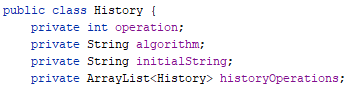 public class History {
    private int operation;
    private String algorithm;
    private String initialString;
    private ArrayList<History> historyOperations;